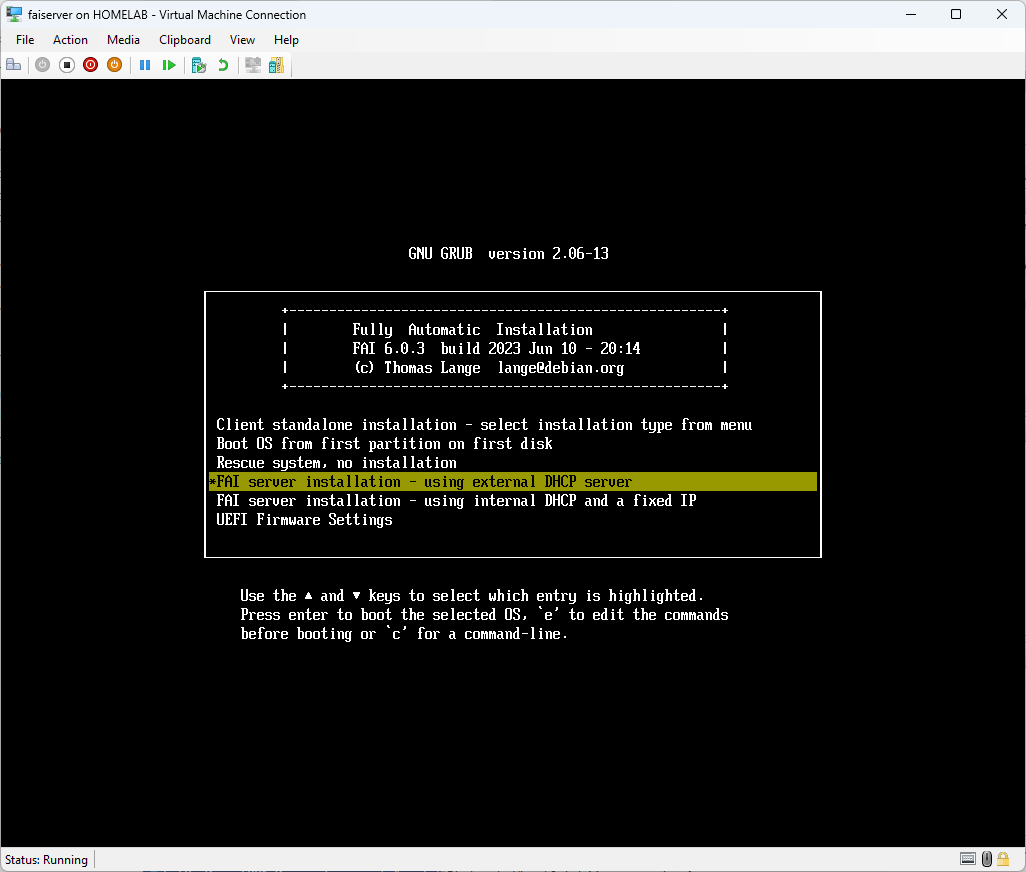 faiserver on HOMELAB - Virtual Machine Connection
File Action Media Clipboard View Help
GNU GRUB  version 2.06-13
+------------------------------------------------------+
|        Fully  Automatic  Installation                |
|        FAI 6.0.3  build 2023 Jun 10 - 20:14          |
|        (c) Thomas Lange  lange@debian.org            |
+------------------------------------------------------+
Client standalone installation - select installation type from menu
Boot OS from first partition on first disk
Rescue system, no installation
*FAI server installation - using external DHCP server
FAI server installation - using internal DHCP and a fixed IP
UEFI Firmware Settings
Use the ▲ and ▼ keys to select which entry is highlighted.
Press enter to boot the selected OS, `e' to edit the commands
before booting or `c' for a command-line.
Status: Running